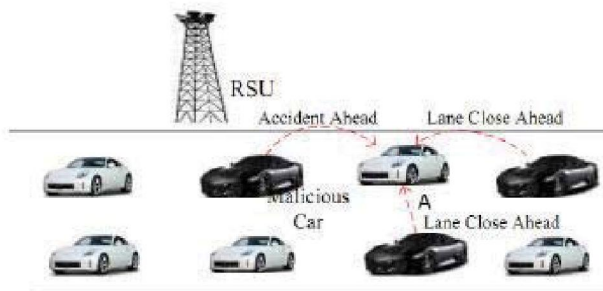 RSU
Accident Ahead
Lane Close Ahead
Malicious
Car
A
Lane Close Ahead